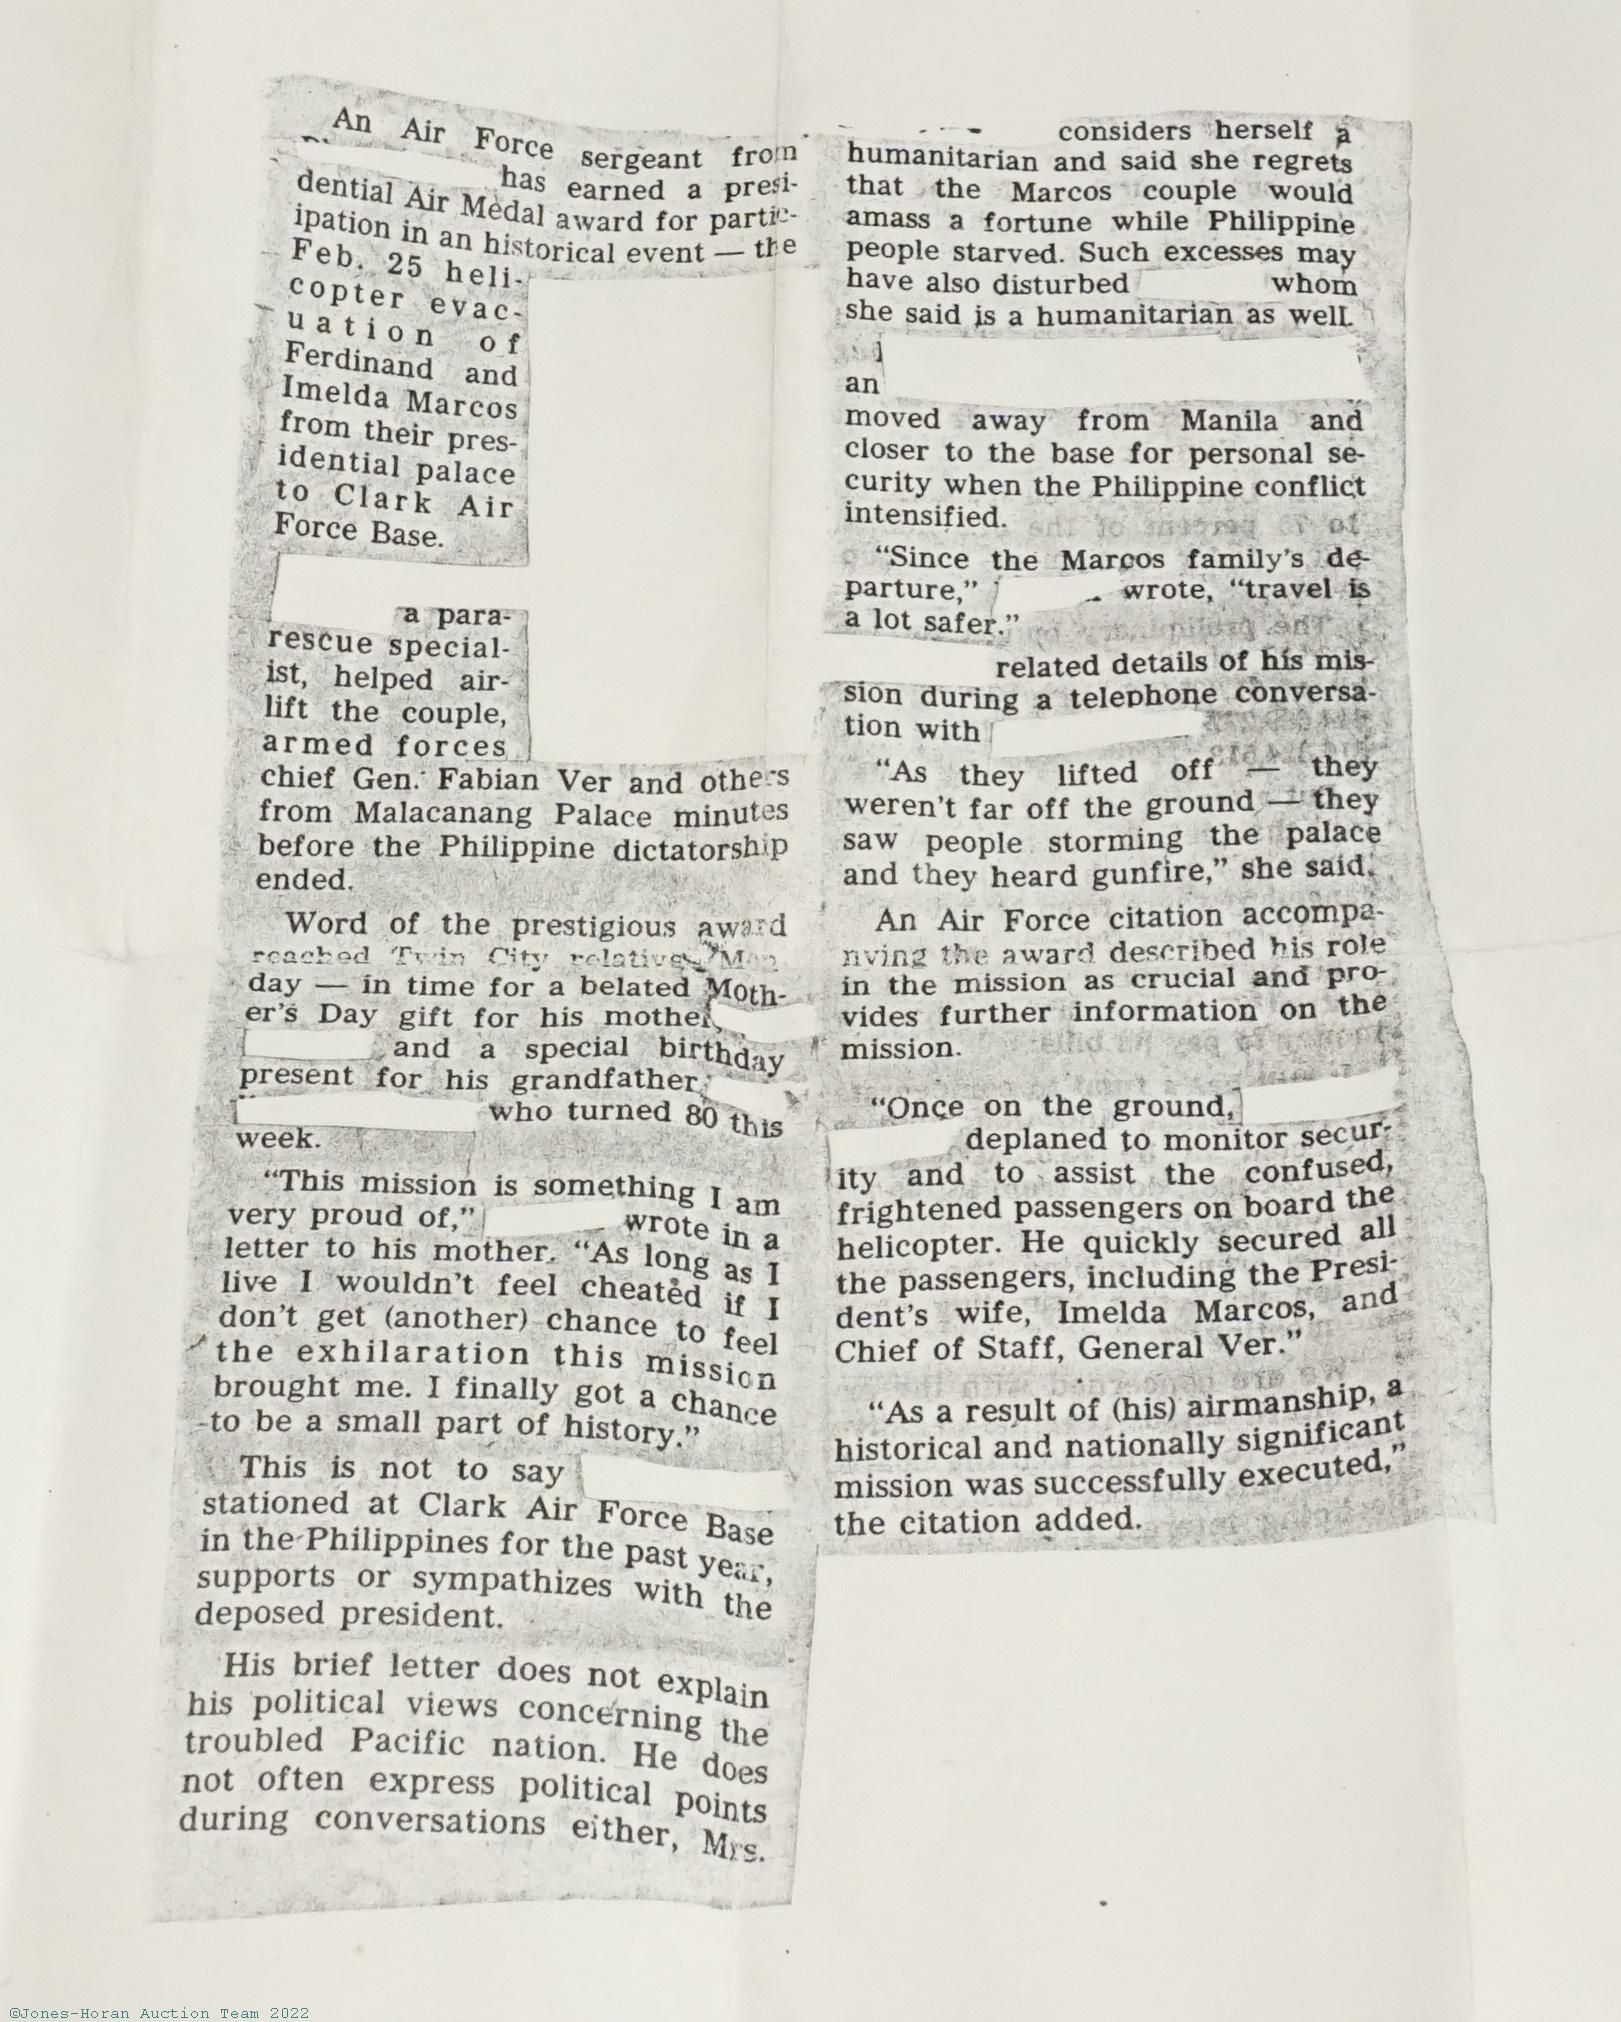 An Air Force sergeant from
has earned a presi-
dential Air Medal award for partic-
ipation in an historical event — the
Feb. 25 heli-
copter evac-
uation of
Ferdinand and
Imelda Marcos
from their pres-
idential palace
to Clark Air
Force Base.
a para-
rescue special-
ist, helped air-
lift the couple,
armed forces
chief Gen. Fabian Ver and others
from Malacanang Palace minutes
before the Philippine dictatorship
ended.
Word of the prestigious award
reached Twin City relatives Mon-
day — in time for a belated Moth-
er's Day gift for his mother,
and a special birthday
present for his grandfather,
who turned 80 this
week.
“This mission is something I am
very proud of,” wrote in a
letter to his mother. “As long as I
live I wouldn't feel cheated if I
don't get (another) chance to feel
the exhilaration this mission
brought me. I finally got a chance
to be a small part of history.”
This is not to say
stationed at Clark Air Force Base
in the Philippines for the past year,
supports or sympathizes with the
deposed president.
His brief letter does not explain
his political views concerning the
troubled Pacific nation. He does
not often express political points
during conversations either, Mrs.
considers herself a
humanitarian and said she regrets
that the Marcos couple would
amass a fortune while Philippine
people starved. Such excesses may
have also disturbed whom
she said is a humanitarian as well.
an
moved away from Manila and
closer to the base for personal se-
curity when the Philippine conflict
intensified.
“Since the Marcos family's de-
parture,” wrote, “travel is
a lot safer.”
related details of his mis-
sion during a telephone conversa-
tion with
“As they lifted off — they
weren't far off the ground — they
saw people storming the palace
and they heard gunfire,” she said.
An Air Force citation accompa-
nying the award described his role
in the mission as crucial and pro-
vides further information on the
mission.
“Once on the ground,
deplaned to monitor secur-
ity and to assist the confused,
frightened passengers on board the
helicopter. He quickly secured all
the passengers, including the Presi-
dent's wife, Imelda Marcos, and
Chief of Staff, General Ver.”
“As a result of (his) airmanship, a
historical and nationally significant
mission was successfully executed,”
the citation added.
©Jones-Horan Auction Team 2022